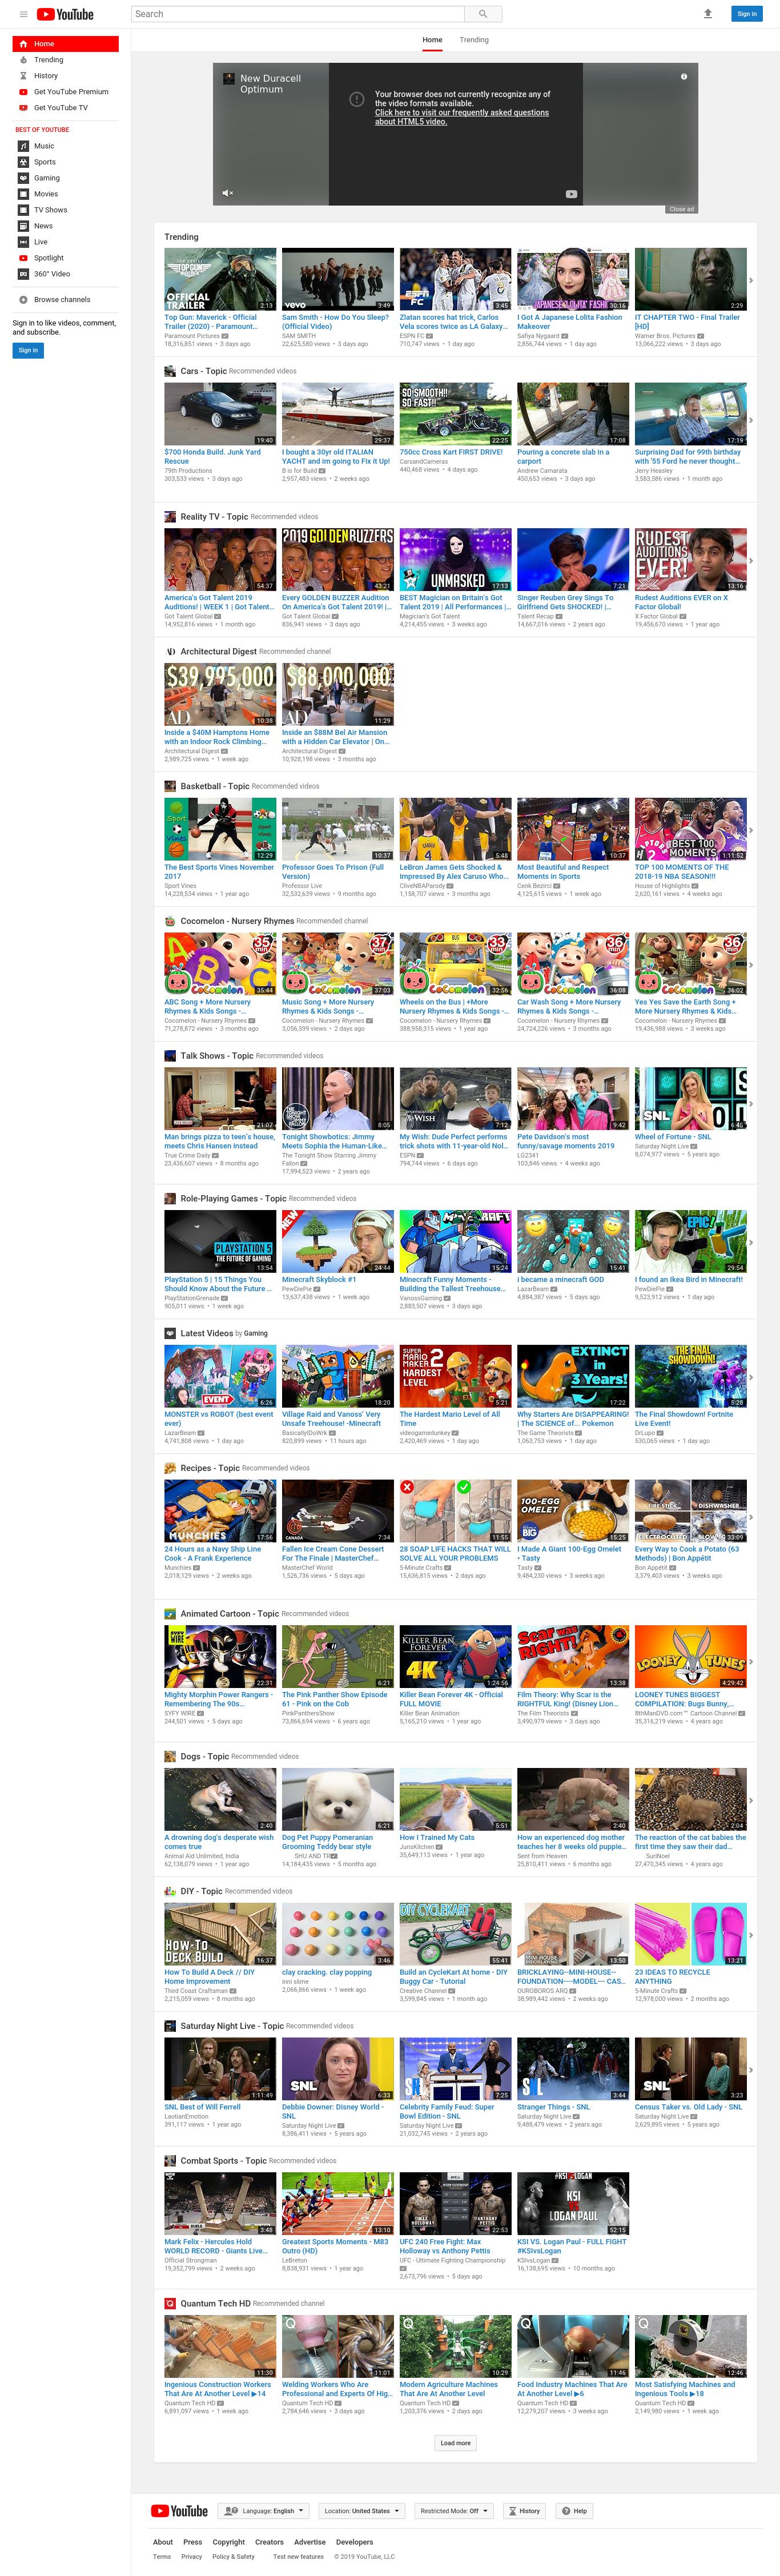 YouTube
Search
Sign in
Home
Trending
Home
Trending
History
Get YouTube Premium
Get YouTube TV
BEST OF YOUTUBE
Music
Sports
Gaming
Movies
TV Shows
News
Live
Spotlight
360° Video
Browse channels
Sign in to like videos, comment,
and subscribe.
Sign in
New Duracell
Optimum
Your browser does not currently recognize any
of the video formats available.
Click here to visit our frequently asked questions
about HTML5 video.
Close ad
Trending
Top Gun: Maverick - Official
Trailer (2020) - Paramount…
Paramount Pictures
18,316,851 views • 3 days ago
Sam Smith - How Do You Sleep?
(Official Video)
SAM SMITH
22,625,580 views • 3 days ago
Zlatan scores hat trick, Carlos
Vela scores twice as LA Galaxy…
ESPN FC
710,747 views • 1 day ago
I Got A Japanese Lolita Fashion
Makeover
Safiya Nygaard
2,856,744 views • 1 day ago
IT CHAPTER TWO - Final Trailer
[HD]
Warner Bros. Pictures
13,066,222 views • 3 days ago
Cars - Topic Recommended videos
$700 Honda Build. Junk Yard
Rescue
79th Productions
303,533 views • 3 days ago
I bought a 30yr old ITALIAN
YACHT and im going to Fix it Up!
B is for Build
2,957,483 views • 2 weeks ago
750cc Cross Kart FIRST DRIVE!
CarsandCameras
440,468 views • 4 days ago
Pouring a concrete slab in a
carport
Andrew Camarata
450,653 views • 3 days ago
Surprising Dad for 99th birthday
with '55 Ford he never thought…
Jerry Heasley
3,583,586 views • 1 month ago
Reality TV - Topic Recommended videos
America's Got Talent 2019
Auditions! | WEEK 1 | Got Talent…
Got Talent Global
14,952,816 views • 1 month ago
Every GOLDEN BUZZER Audition
On America's Got Talent 2019! |…
Got Talent Global
836,941 views • 3 days ago
BEST Magician on Britain's Got
Talent 2019 | All Performances |…
Magician's Got Talent
4,214,455 views • 3 weeks ago
Singer Reuben Grey Sings To
Girlfriend Gets SHOCKED! |…
Talent Recap
14,667,016 views • 2 years ago
Rudest Auditions EVER on X
Factor Global!
X Factor Global
19,456,670 views • 1 year ago
Architectural Digest Recommended channel
Inside a $40M Hamptons Home
with an Indoor Rock Climbing…
Architectural Digest
2,989,725 views • 1 week ago
Inside an $88M Bel Air Mansion
with a Hidden Car Elevator | On…
Architectural Digest
10,928,198 views • 3 months ago
Basketball - Topic Recommended videos
The Best Sports Vines November
2017
Sport Vines
14,228,534 views • 1 year ago
Professor Goes To Prison (Full
Version)
Professor Live
32,532,639 views • 9 months ago
LeBron James Gets Shocked &
Impressed By Alex Caruso Who…
CliveNBAParody
1,158,707 views • 3 months ago
Most Beautiful and Respect
Moments in Sports
Cenk Bezirci
4,125,615 views • 1 week ago
TOP 100 MOMENTS OF THE
2018-19 NBA SEASON!!!
House of Highlights
2,620,161 views • 4 weeks ago
Cocomelon - Nursery Rhymes Recommended channel
ABC Song + More Nursery
Rhymes & Kids Songs -…
Cocomelon - Nursery Rhymes
71,278,872 views • 3 months ago
Music Song + More Nursery
Rhymes & Kids Songs -…
Cocomelon - Nursery Rhymes
3,056,599 views • 2 days ago
Wheels on the Bus | +More
Nursery Rhymes & Kids Songs -…
Cocomelon - Nursery Rhymes
388,958,315 views • 1 year ago
Car Wash Song + More Nursery
Rhymes & Kids Songs -…
Cocomelon - Nursery Rhymes
24,724,226 views • 3 months ago
Yes Yes Save the Earth Song +
More Nursery Rhymes & Kids…
Cocomelon - Nursery Rhymes
19,436,988 views • 3 weeks ago
Talk Shows - Topic Recommended videos
Man brings pizza to teen's house,
meets Chris Hansen instead
True Crime Daily
23,436,607 views • 8 months ago
Tonight Showbotics: Jimmy
Meets Sophia the Human-Like…
The Tonight Show Starring Jimmy
Fallon
17,994,523 views • 2 years ago
My Wish: Dude Perfect performs
trick shots with 11-year-old Nol…
ESPN
794,744 views • 6 days ago
Pete Davidson's most
funny/savage moments 2019
LG2341
103,846 views • 4 weeks ago
Wheel of Fortune - SNL
Saturday Night Live
8,074,977 views • 5 years ago
Role-Playing Games - Topic Recommended videos
PlayStation 5 | 15 Things You
Should Know About the Future …
PlayStationGrenade
905,011 views • 1 week ago
Minecraft Skyblock #1
PewDiePie
13,637,438 views • 1 week ago
Minecraft Funny Moments -
Building the Tallest Treehouse…
VanossGaming
2,883,507 views • 3 days ago
i became a minecraft GOD
LazarBeam
4,884,387 views • 5 days ago
I found an Ikea Bird in Minecraft!
PewDiePie
9,523,912 views • 1 day ago
Latest Videos by Gaming
MONSTER vs ROBOT (best event
ever)
LazarBeam
4,741,808 views • 1 day ago
Village Raid and Vanoss' Very
Unsafe Treehouse! -Minecraft
BasicallyIDoWrk
820,899 views • 11 hours ago
The Hardest Mario Level of All
Time
videogamedunkey
2,420,469 views • 1 day ago
Why Starters Are DISAPPEARING!
| The SCIENCE of... Pokemon
The Game Theorists
1,063,753 views • 1 day ago
The Final Showdown! Fortnite
Live Event!
DrLupo
530,065 views • 1 day ago
Recipes - Topic Recommended videos
24 Hours as a Navy Ship Line
Cook - A Frank Experience
Munchies
2,018,129 views • 2 weeks ago
Fallen Ice Cream Cone Dessert
For The Finale | MasterChef…
MasterChef World
1,526,736 views • 5 days ago
28 SOAP LIFE HACKS THAT WILL
SOLVE ALL YOUR PROBLEMS
5-Minute Crafts
15,636,815 views • 2 days ago
I Made A Giant 100-Egg Omelet
• Tasty
Tasty
9,484,230 views • 3 weeks ago
Every Way to Cook a Potato (63
Methods) | Bon Appétit
Bon Appétit
3,379,403 views • 3 weeks ago
Animated Cartoon - Topic Recommended videos
Mighty Morphin Power Rangers -
Remembering The 90s…
SYFY WIRE
244,501 views • 5 days ago
The Pink Panther Show Episode
61 - Pink on the Cob
PinkPanthersShow
73,866,694 views • 6 years ago
Killer Bean Forever 4K - Official
FULL MOVIE
Killer Bean Animation
5,165,210 views • 1 year ago
Film Theory: Why Scar is the
RIGHTFUL King! (Disney Lion…
The Film Theorists
3,490,979 views • 3 days ago
LOONEY TUNES BIGGEST
COMPILATION: Bugs Bunny,…
8thManDVD.com™ Cartoon Channel
35,316,219 views • 4 years ago
Dogs - Topic Recommended videos
A drowning dog's desperate wish
comes true
Animal Aid Unlimited, India
62,138,079 views • 1 year ago
Dog Pet Puppy Pomeranian
Grooming Teddy bear style
SHU AND TR
14,184,435 views • 5 months ago
How I Trained My Cats
JunsKitchen
35,649,113 views • 1 year ago
How an experienced dog mother
teaches her 8 weeks old puppie…
Sent from Heaven
25,810,411 views • 6 months ago
The reaction of the cat babies the
first time they saw their dad…
SuriNoel
27,470,345 views • 4 years ago
DIY - Topic Recommended videos
How To Build A Deck // DIY
Home Improvement
Third Coast Craftsman
2,215,059 views • 8 months ago
clay cracking. clay popping
inni slime
2,066,866 views • 1 week ago
Build an CycleKart At home - DIY
Buggy Car - Tutorial
Creative Channel
3,599,845 views • 1 month ago
BRICKLAYING--MINI-HOUSE--
FOUNDATION----MODEL--- CAS…
OUROBOROS ARQ
38,989,442 views • 2 weeks ago
23 IDEAS TO RECYCLE
ANYTHING
5-Minute Crafts
12,978,000 views • 2 months ago
Saturday Night Live - Topic Recommended videos
SNL Best of Will Ferrell
LaotianEmotion
391,117 views • 1 year ago
Debbie Downer: Disney World -
SNL
Saturday Night Live
8,386,411 views • 5 years ago
Celebrity Family Feud: Super
Bowl Edition - SNL
Saturday Night Live
21,032,745 views • 2 years ago
Stranger Things - SNL
Saturday Night Live
9,488,479 views • 2 years ago
Census Taker vs. Old Lady - SNL
Saturday Night Live
2,629,895 views • 5 years ago
Combat Sports - Topic Recommended videos
Mark Felix - Hercules Hold
WORLD RECORD - Giants Live…
Official Strongman
19,352,799 views • 2 weeks ago
Greatest Sports Moments - M83
Outro (HD)
LeBreton
8,838,931 views • 1 year ago
UFC 240 Free Fight: Max
Holloway vs Anthony Pettis
UFC - Ultimate Fighting Championship
2,673,796 views • 5 days ago
KSI VS. Logan Paul - FULL FIGHT
#KSIvsLogan
KSIvsLogan
16,138,695 views • 10 months ago
Quantum Tech HD Recommended channel
Ingenious Construction Workers
That Are At Another Level ▶14
Quantum Tech HD
6,891,097 views • 1 week ago
Welding Workers Who Are
Professional and Experts Of Hig…
Quantum Tech HD
2,784,646 views • 3 days ago
Modern Agriculture Machines
That Are At Another Level
Quantum Tech HD
1,203,376 views • 2 days ago
Food Industry Machines That Are
At Another Level ▶6
Quantum Tech HD
12,279,207 views • 3 weeks ago
Most Satisfying Machines and
Ingenious Tools ▶18
Quantum Tech HD
2,149,980 views • 1 week ago
Load more
YouTube
Language: English
Location: United States
Restricted Mode: Off
History
Help
About Press Copyright Creators Advertise Developers
Terms Privacy Policy & Safety Test new features © 2019 YouTube, LLC